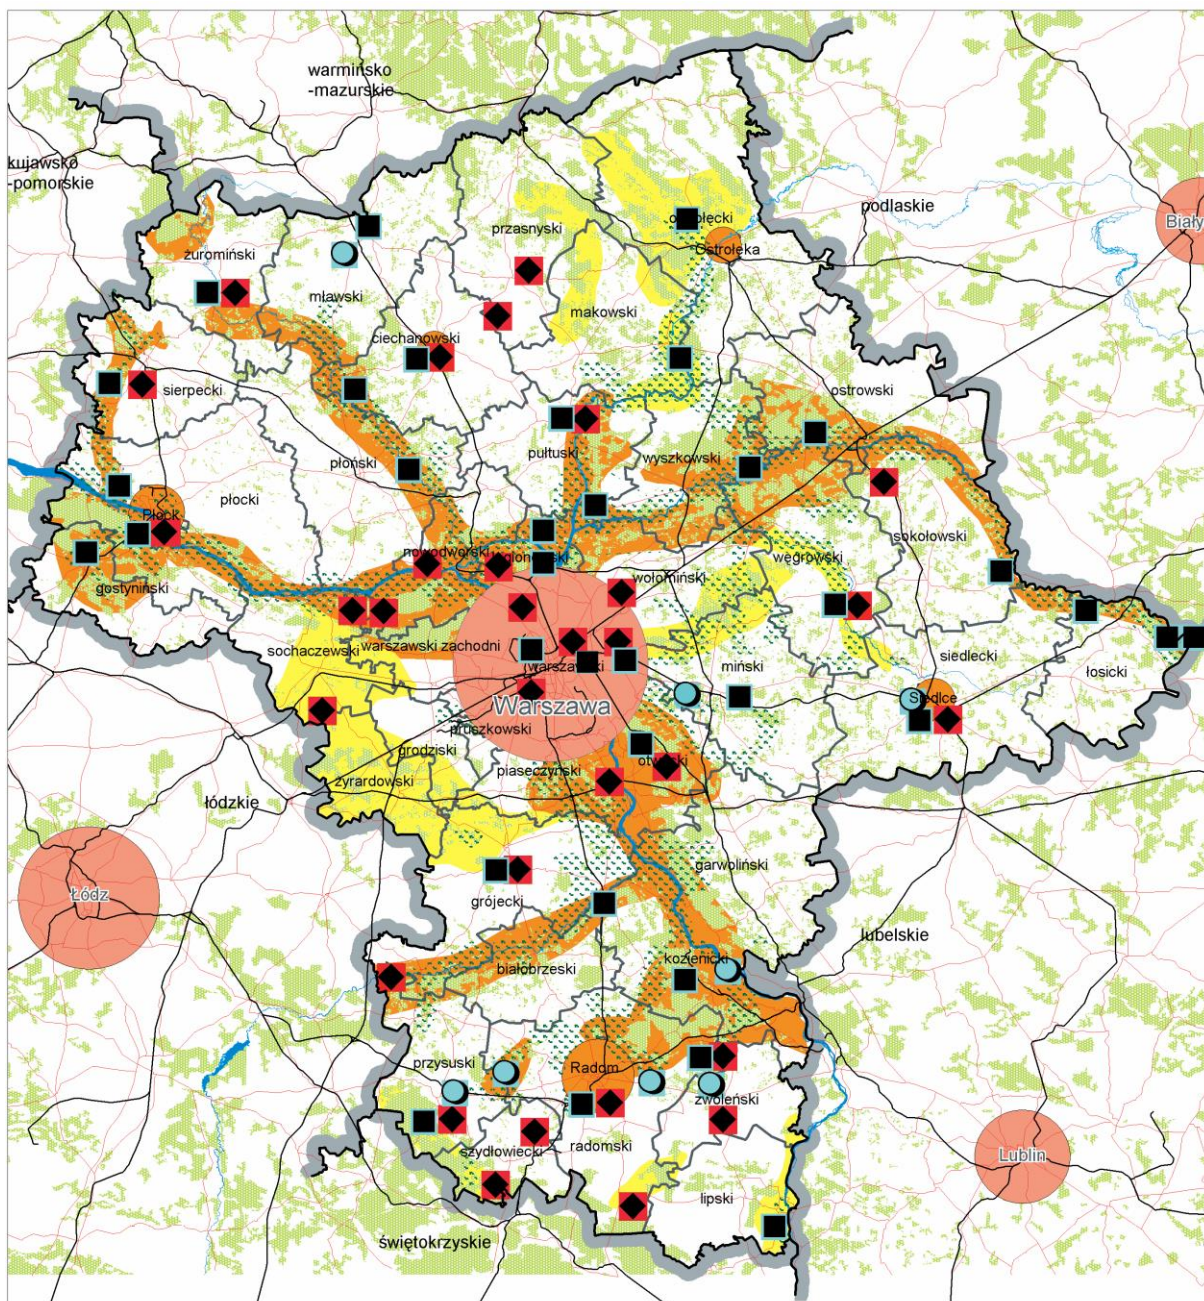 warmińsko
-mazurskie
kujawsko
-pomorskie
podlaskie
Biały
przasnyski
Ostrołęka
żuromiński
mławski
makowski
ciechanowski
sierpecki
ostrowski
pułtuski
wyszkowski
płoński
płocki
Płock
sokołowski
nowodworski
węgrowski
wołomiński
gostyniński
sochaczewski
warszawski zachodni
warszawski
miński
siedlecki
łosicki
Siedlce
Warszawa
pruszkowski
grodziski
piaseczyński
żyrardowski
łódzkie
garwoliński
Łódź
grójecki
lubelskie
białobrzeski
kozienicki
przysuski
Radom
zwoleński
radomski
szydłowiecki
Lublin
lipski
świętokrzyskie